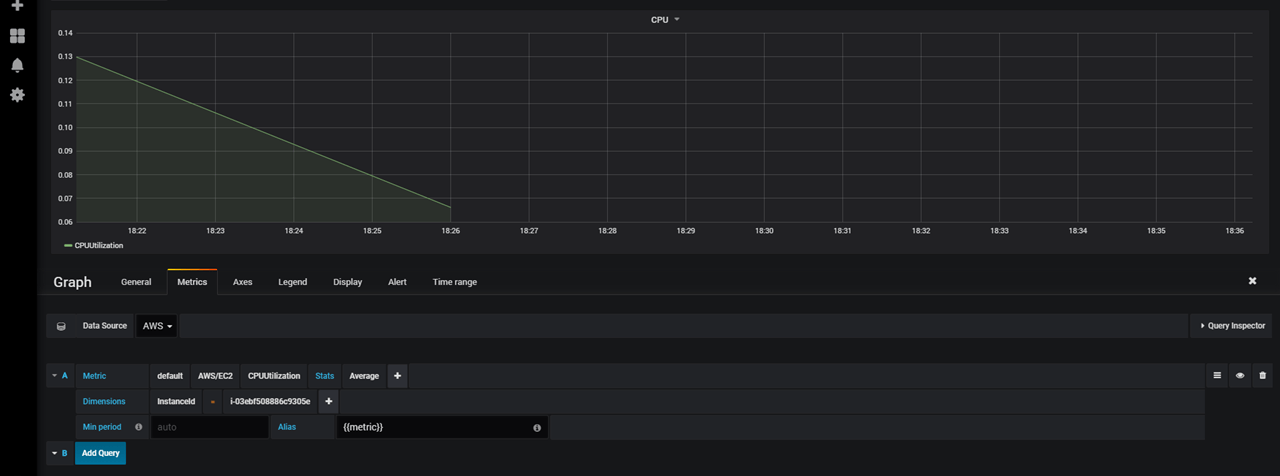 CPU
0.14
0.13
0.12
0.11
0.10
0.09
0.08
0.07
0.06
18:22 18:23 18:24 18:25 18:26 18:27 18:28 18:29 18:30 18:31 18:32 18:33 18:34 18:35 18:36
CPUUtilization
Graph General Metrics Axes Legend Display Alert Time range
Data Source AWS Query Inspector
A Metric default AWS/EC2 CPUUtilization Stats Average
Dimensions InstanceId = i-03ebf508886c9305e
Min period auto Alias {{metric}}
B Add Query